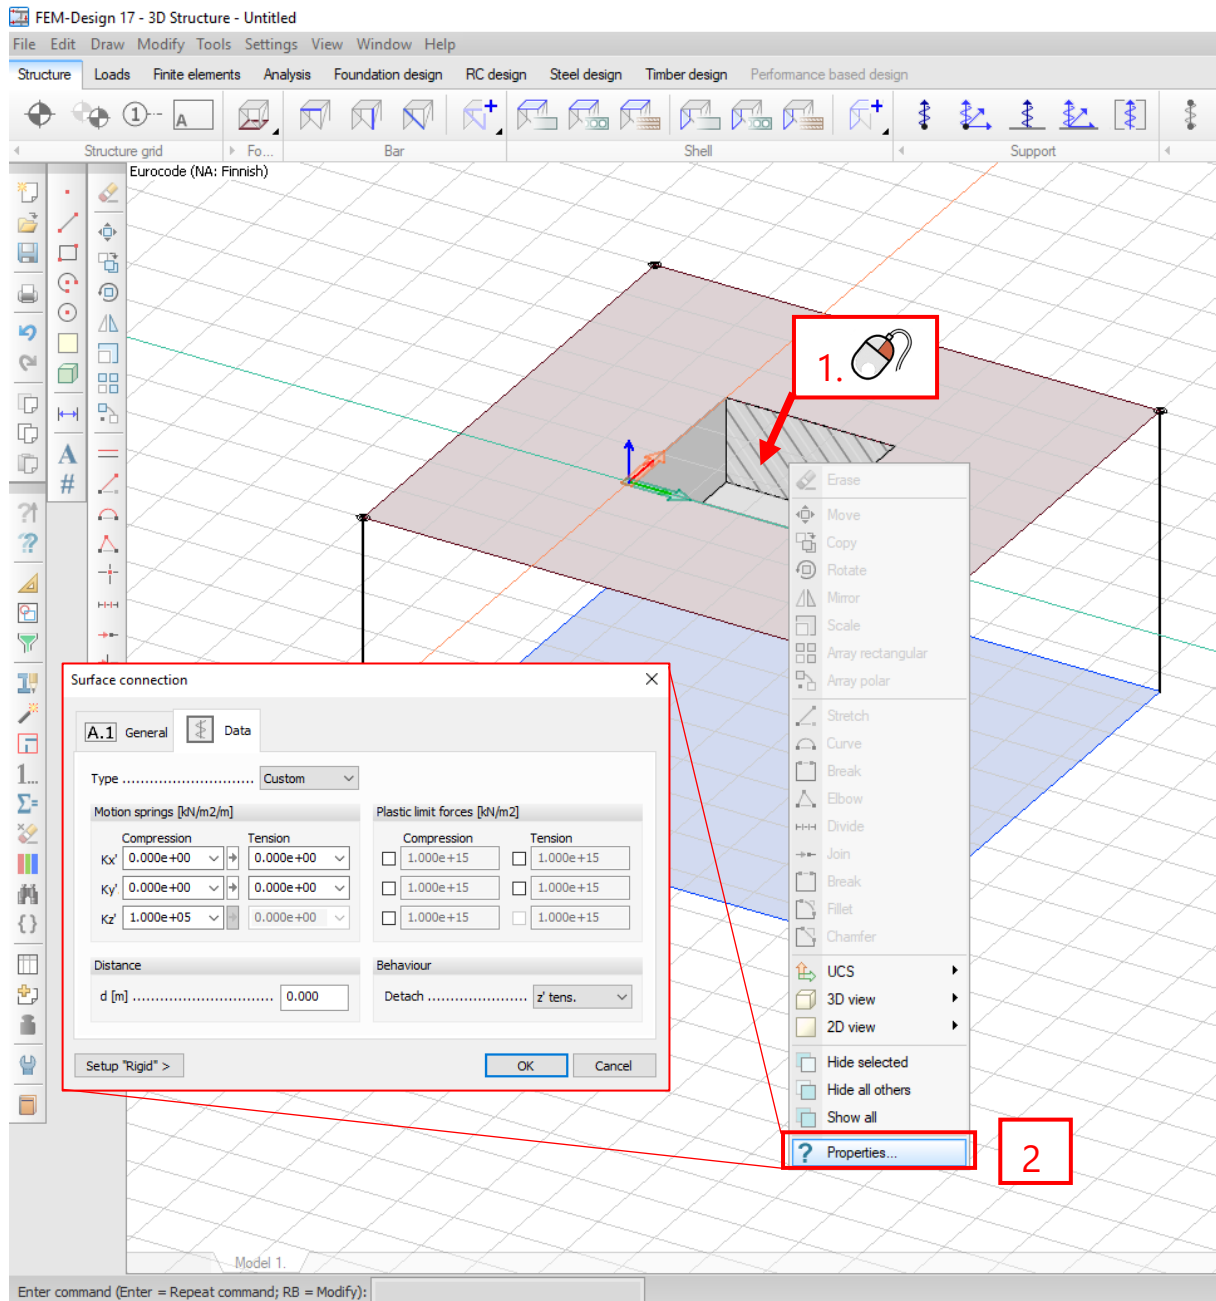 FEM-Design 17 - 3D Structure - Untitled
File Edit Draw Modify Tools Settings View Window Help
Structure Loads Finite elements Analysis Foundation design RC design Steel design Timber design Performance based design
1
A
Structure grid Fo... Bar Shell Support
Eurocode (NA: Finnish)
1.
A
#
1...
Σ=
{}
Erase
Move
Copy
Rotate
Mirror
Scale
Array rectangular
Array polar
Stretch
Curve
Break
Elbow
Divide
Join
Break
Fillet
Chamfer
UCS
3D view
2D view
Hide selected
Hide all others
Show all
? Properties...
2
Surface connection
A.1 General Data
Type ............................. Custom
Motion springs [kN/m2/m] Plastic limit forces [kN/m2]
Compression Tension Compression Tension
Kx' 0.000e+00 0.000e+00 1.000e+15 1.000e+15
Ky' 0.000e+00 0.000e+00 1.000e+15 1.000e+15
Kz' 1.000e+05 0.000e+00 1.000e+15 1.000e+15
Distance Behaviour
d [m] ............................... 0.000 Detach ...................... z' tens.
Setup "Rigid" > OK Cancel
Model 1.
Enter command (Enter = Repeat command; RB = Modify):